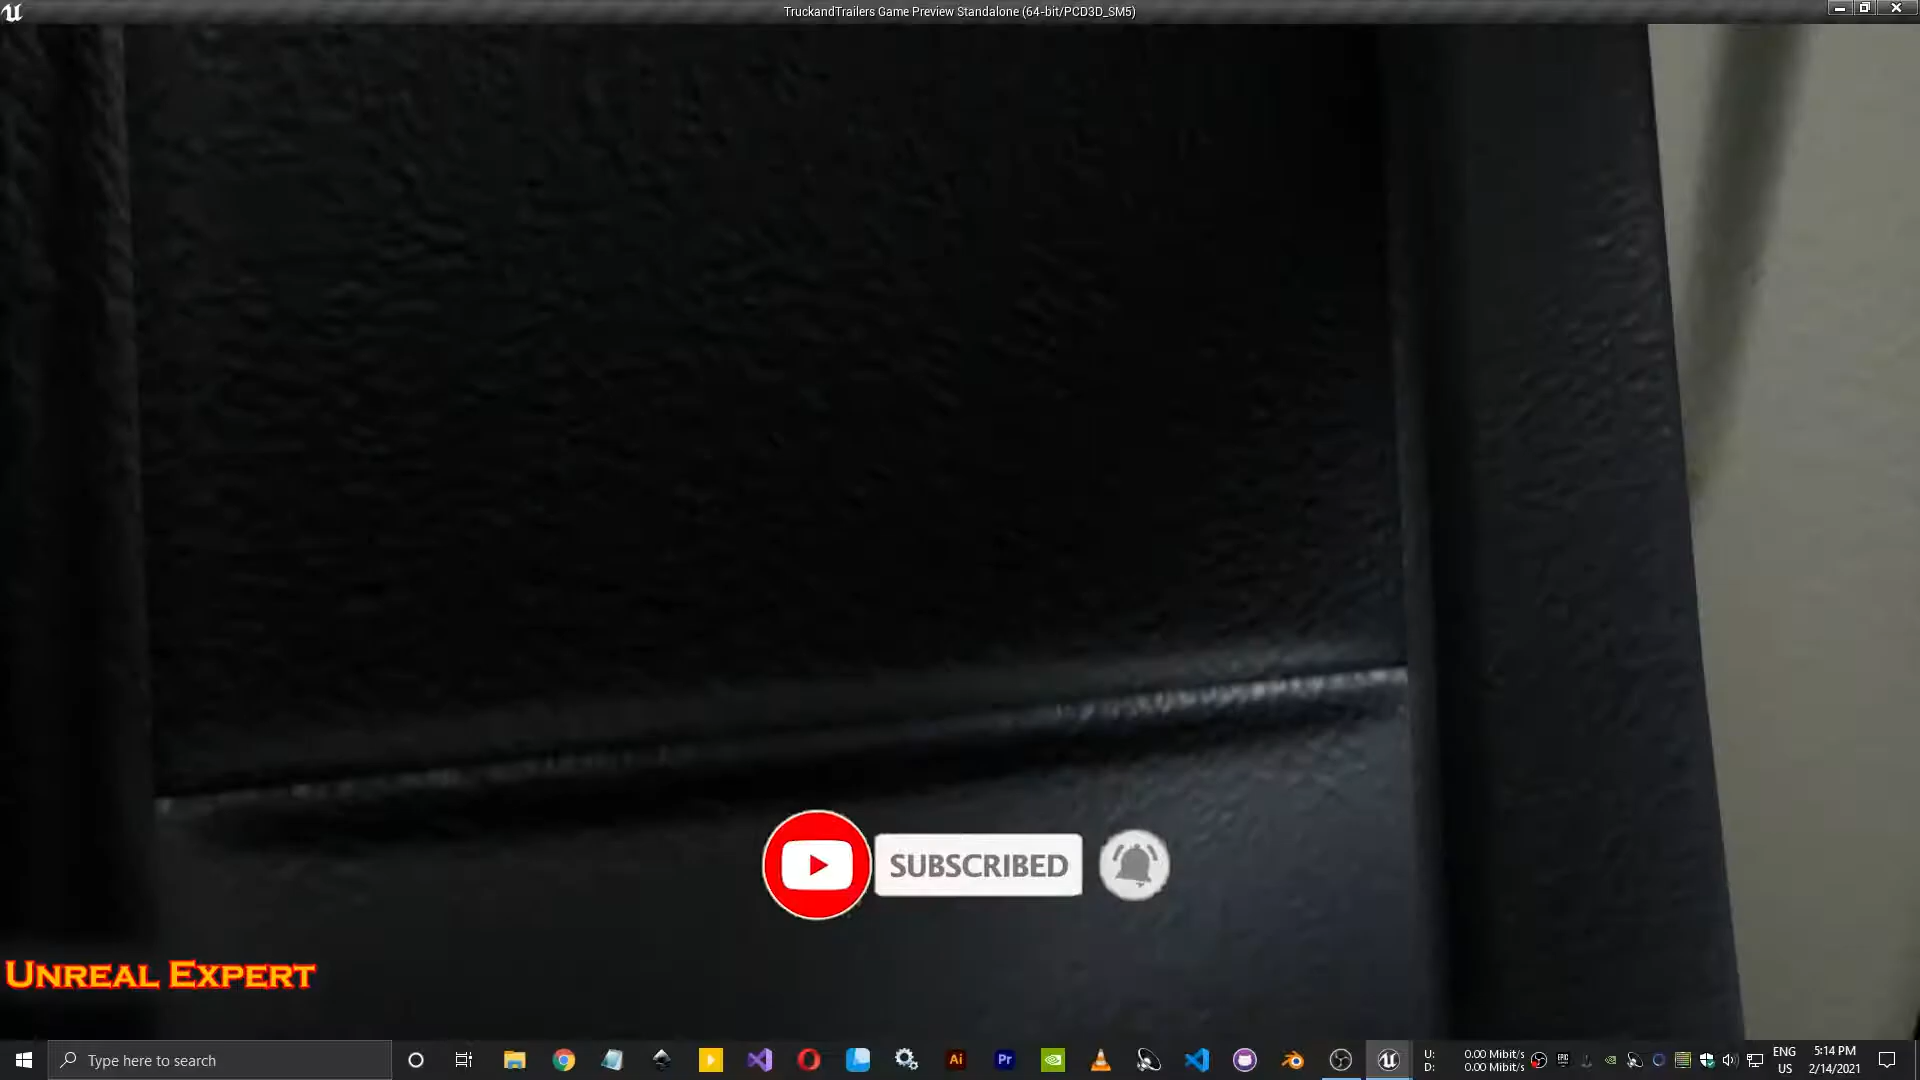 TruckandTrailers Game Preview Standalone (64-bit/PCD3D_SM5)
SUBSCRIBED
UNREAL EXPERT
Type here to search
Ai
Pr
U: 0.00 Mibit/s
D: 0.00 Mibit/s
EPIC
ENG
US
5:14 PM
2/14/2021